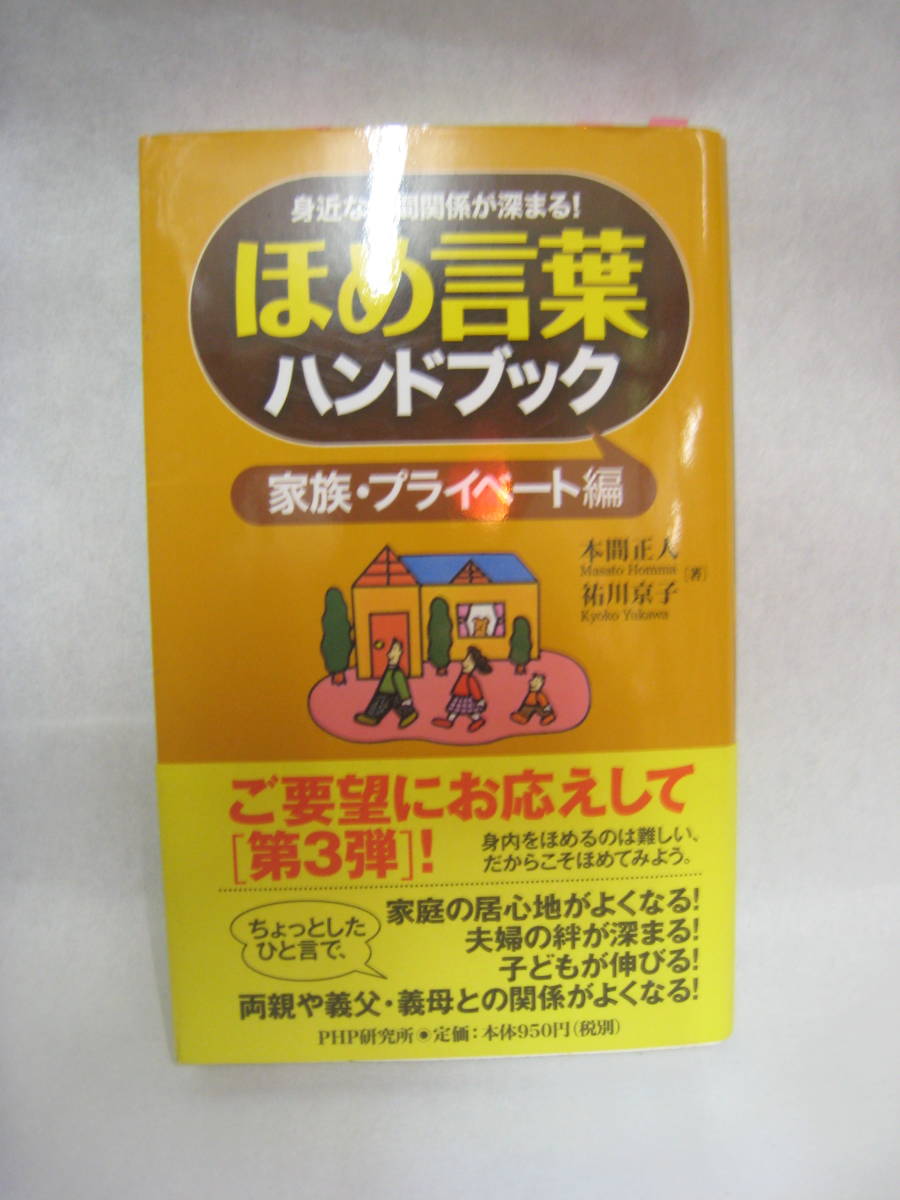 身近な人間関係が深まる!
ほめ言葉
ハンドブック
家族・プライベート編
本間正人
Masato Homma
祐川京子
Kyoko Yukawa
[著]
ご要望にお応えして
[第3弾]!
身内をほめるのは難しい、
だからこそほめてみよう。
ちょっとした
ひと言で、
家庭の居心地がよくなる!
夫婦の絆が深まる!
子どもが伸びる!
両親や義父・義母との関係がよくなる!
PHP研究所●定価:本体950円(税別)